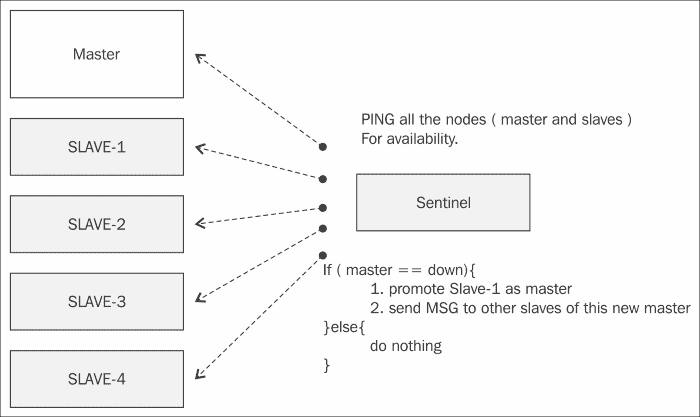 Master
SLAVE-1
SLAVE-2
SLAVE-3
SLAVE-4
PING all the nodes ( master and slaves )
For availability.
Sentinel
If ( master == down){
1. promote Slave-1 as master
2. send MSG to other slaves of this new master
}else{
do nothing
}